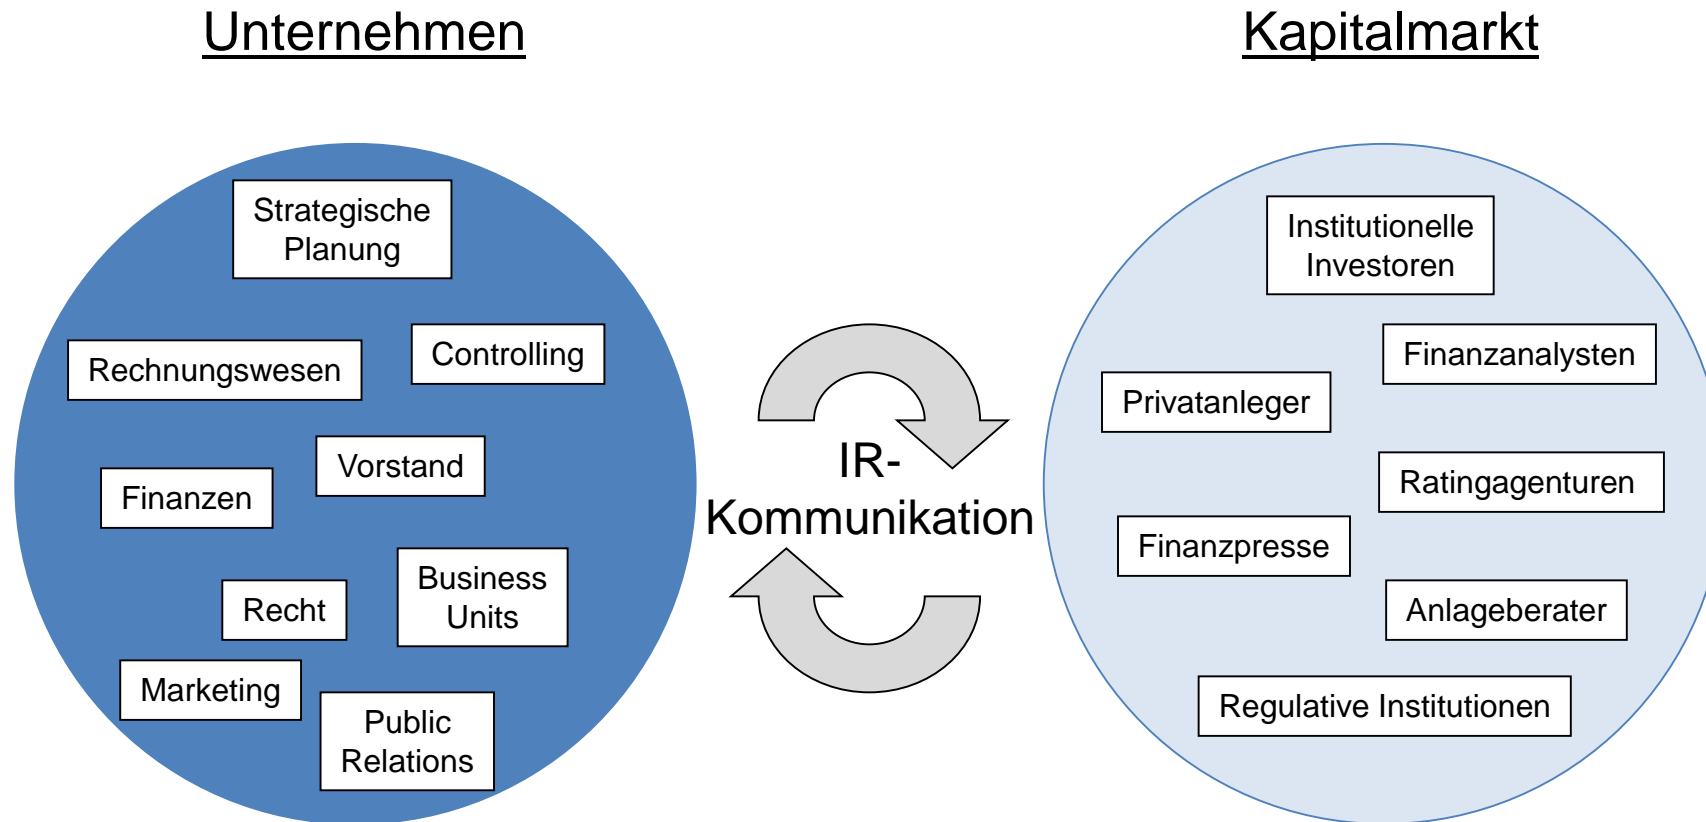 Unternehmen
Kapitalmarkt
Strategische
Planung
Rechnungswesen
Controlling
Vorstand
Finanzen
Business
Units
Recht
Marketing
Public
Relations
IR-
Kommunikation
Institutionelle
Investoren
Finanzanalysten
Privatanleger
Ratingagenturen
Finanzpresse
Anlageberater
Regulative Institutionen